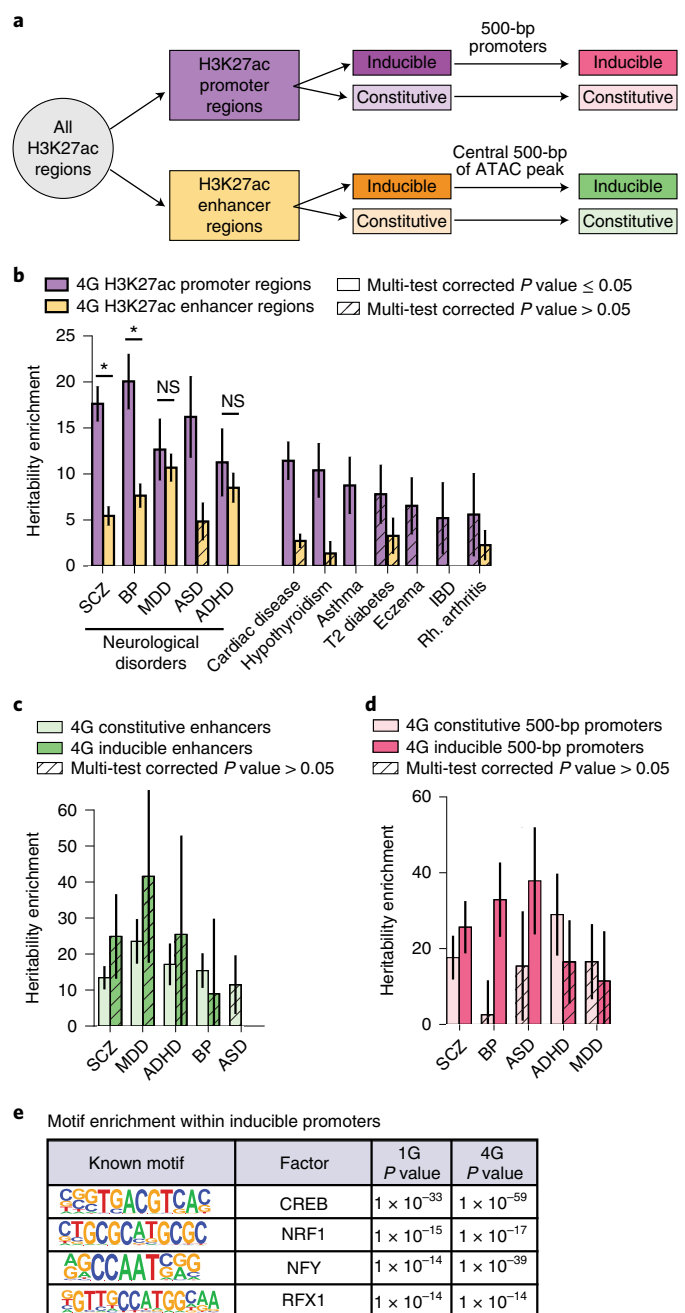 a
All
H3K27ac
regions
H3K27ac
promoter
regions
H3K27ac
enhancer
regions
Inducible
Constitutive
500-bp
promoters
Inducible
Constitutive
Inducible
Constitutive
Central 500-bp
of ATAC peak
Inducible
Constitutive
b
4G H3K27ac promoter regions
4G H3K27ac enhancer regions
Multi-test corrected P value ≤ 0.05
Multi-test corrected P value > 0.05
Heritability enrichment
25
20
15
10
5
0
*
*
NS
NS
SCZ
BP
MDD
ASD
ADHD
Cardiac disease
Hypothyroidism
Asthma
T2 diabetes
Eczema
IBD
Rh. arthritis
Neurological
disorders
c
4G constitutive enhancers
4G inducible enhancers
Multi-test corrected P value > 0.05
Heritability enrichment
60
50
40
30
20
10
0
SCZ
MDD
ADHD
BP
ASD
d
4G constitutive 500-bp promoters
4G inducible 500-bp promoters
Multi-test corrected P value > 0.05
Heritability enrichment
60
40
20
0
SCZ
BP
ASD
ADHD
MDD
e
Motif enrichment within inducible promoters
Known motif Factor 1G P value 4G P value
CGGTGACGTCAC CREB 1 × 10⁻³³ 1 × 10⁻⁵⁹
CTGCGCATGCGC NRF1 1 × 10⁻¹⁵ 1 × 10⁻¹⁷
AGCCAATCGG NFY 1 × 10⁻¹⁴ 1 × 10⁻³⁹
GTTGCCATGGCAA RFX1 1 × 10⁻¹⁴ 1 × 10⁻¹⁴